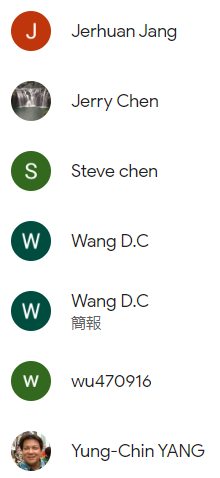 J
Jerhuan Jang
Jerry Chen
S
Steve chen
W
Wang D.C
W
Wang D.C
簡報
w
wu470916
Yung-Chin YANG